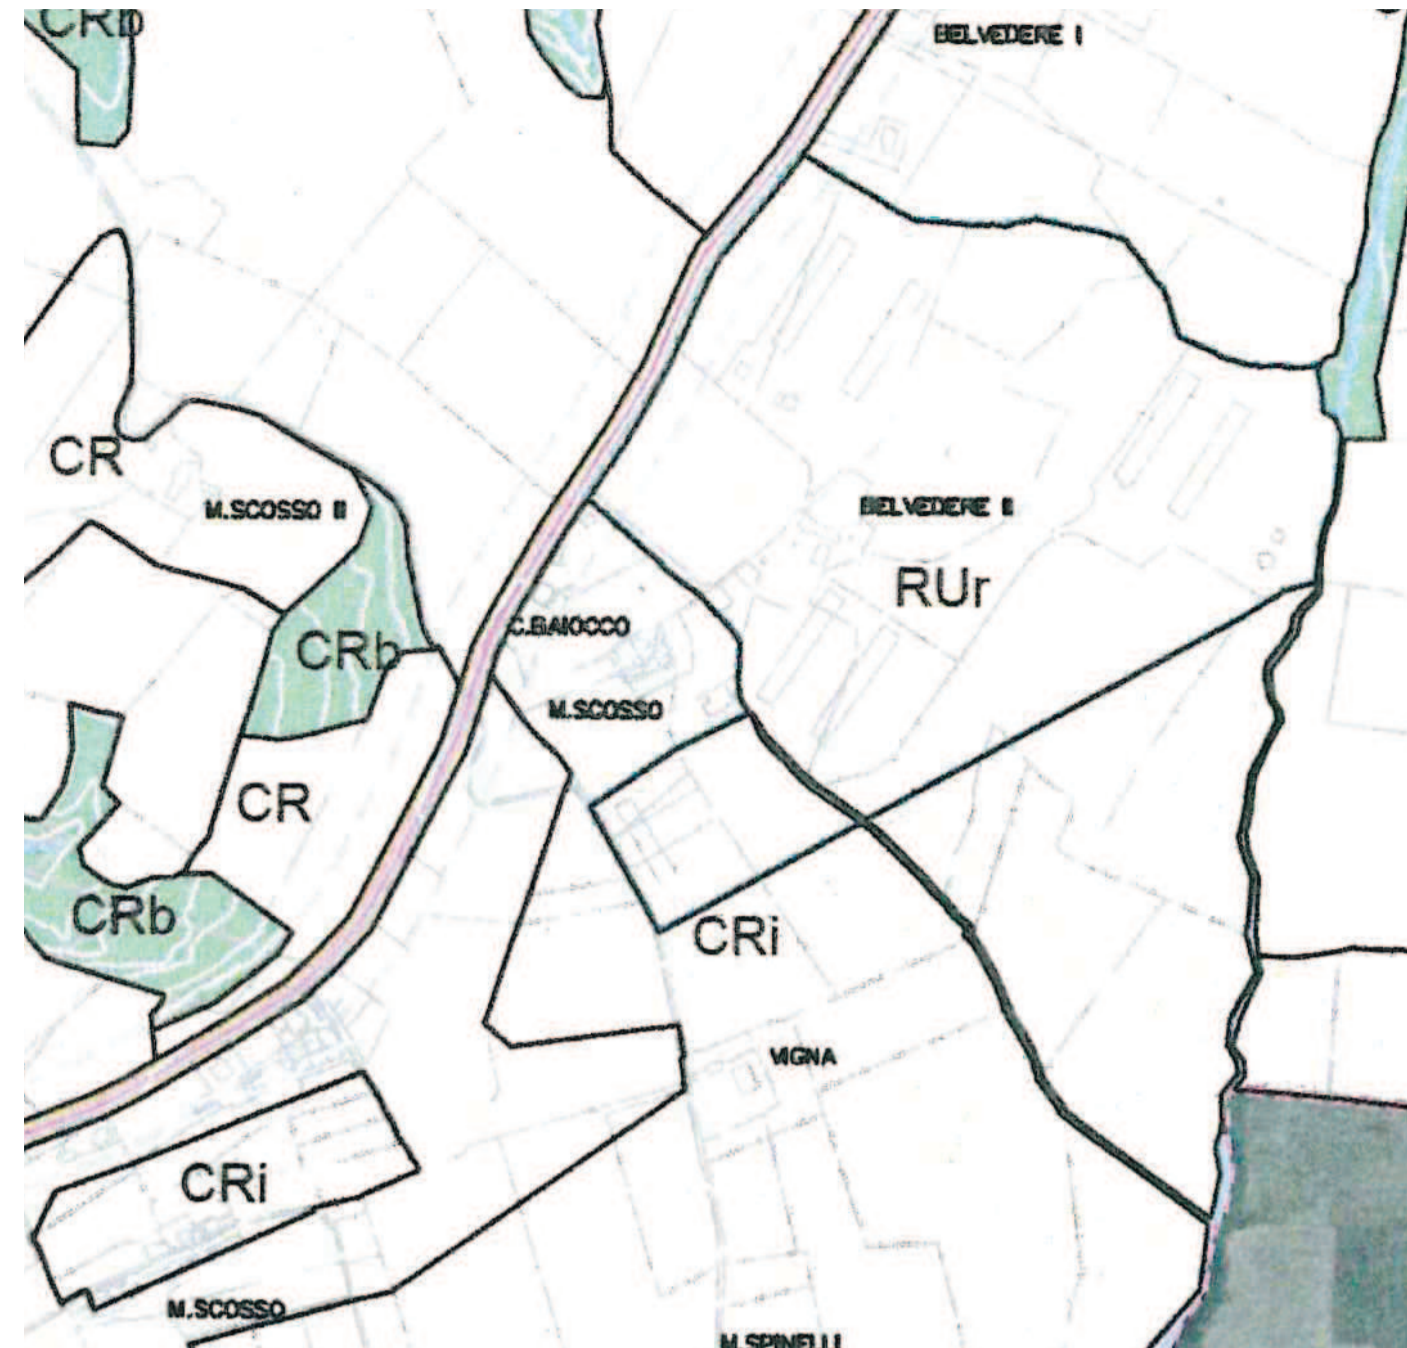 CRb
BELVEDERE I
CR
M.SCOSSO II
BELVEDERE II
RUr
C.BAIOCCO
CRb
M.SCOSSO
CR
CRb
CRi
VIGNA
CRi
M.SCOSSO
M.SPINELLI